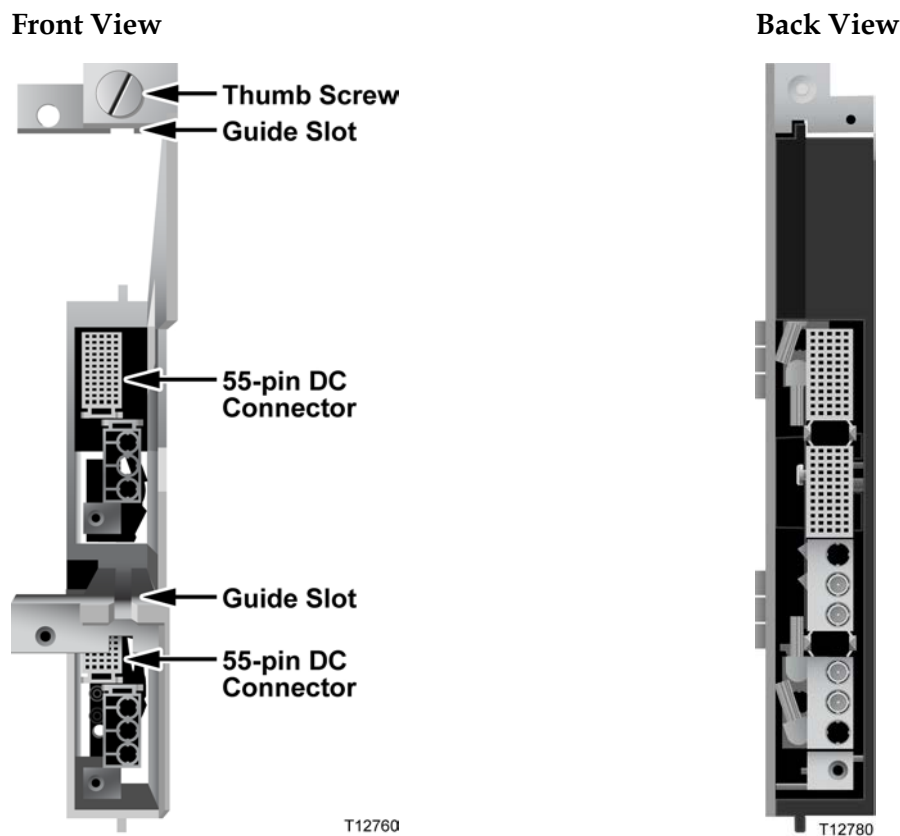 Front View
Back View
Thumb Screw
Guide Slot
55-pin DC
Connector
Guide Slot
55-pin DC
Connector
T12760
T12780